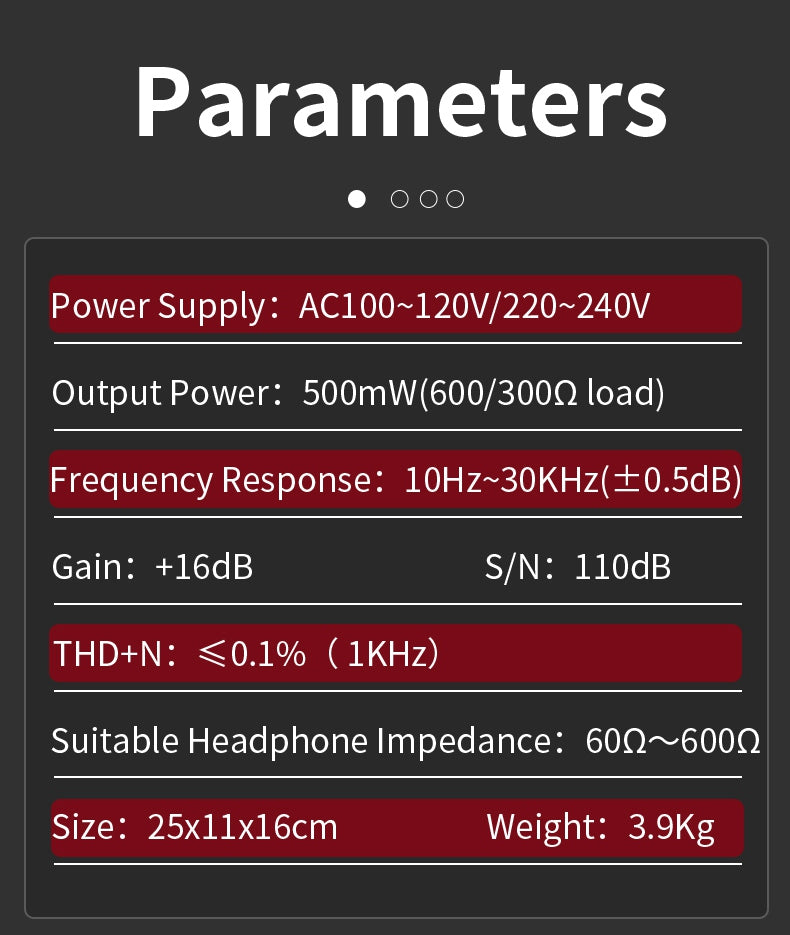 Parameters
Power Supply：AC100~120V/220~240V
Output Power：500mW(600/300Ω load)
Frequency Response：10Hz~30KHz(±0.5dB)
Gain：+16dB S/N：110dB
THD+N：≤0.1%（ 1KHz）
Suitable Headphone Impedance：60Ω～600Ω
Size：25x11x16cm Weight：3.9Kg